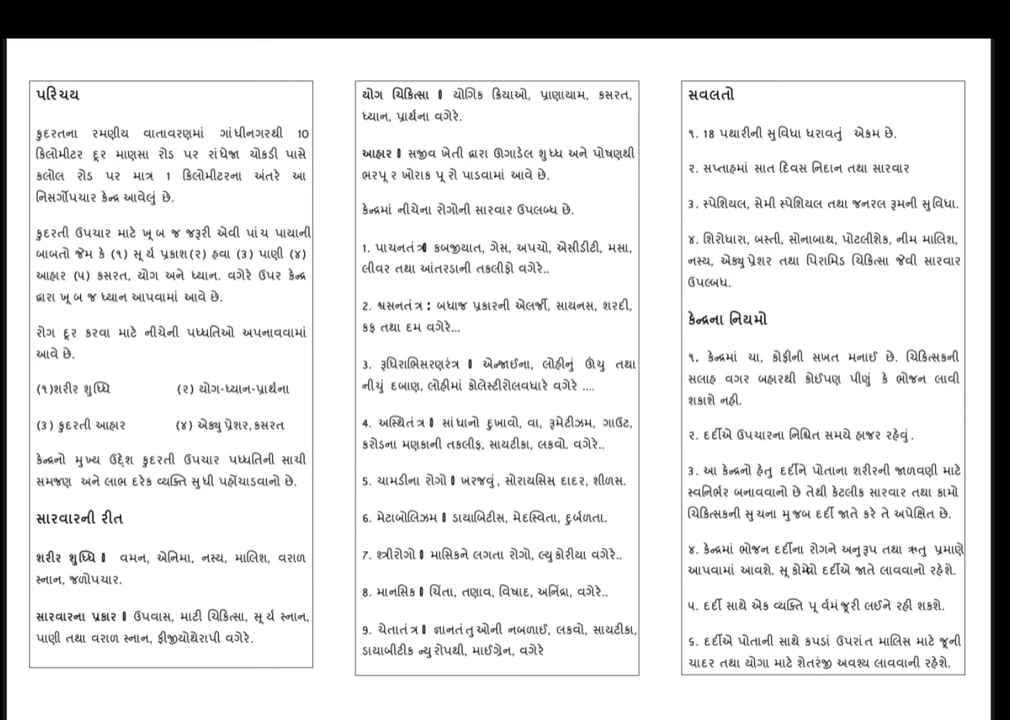 પરિચય
કુદરતના રમણીય વાતાવરણમાં ગાંધીનગરથી 10
કિલોમીટર દૂર માણસા રોડ પર રાંધેજા ચોકડી પાસે
કલોલ રોડ પર માત્ર 1 કિલોમીટરના અંતરે આ
નિસર્ગોપચાર કેન્દ્ર આવેલું છે.
કુદરતી ઉપચાર માટે ખૂબ જ જરૂરી એવી પાંચ પાયાની
બાબતો જેમ કે (૧) સૂર્ય પ્રકાશ(૨) હવા (૩) પાણી (૪)
આહાર (૫) કસરત, યોગ અને ધ્યાન. વગેરે ઉપર કેન્દ્ર
દ્વારા ખૂબ જ ધ્યાન આપવામાં આવે છે.
રોગ દૂર કરવા માટે નીચેની પધ્ધતિઓ અપનાવવામાં
આવે છે.
(૧)શરીર શુધ્ધિ (૨) યોગ-ધ્યાન-પ્રાર્થના
(૩) કુદરતી આહાર (૪) એક્યુ પ્રેશર, કસરત
કેન્દ્રનો મુખ્ય ઉદ્દેશ કુદરતી ઉપચાર પધ્ધતિની સાચી
સમજણ અને લાભ દરેક વ્યક્તિ સુધી પહોંચાડવાનો છે.
સારવારની રીત
શરીર શુધ્ધિ ઃ વમન, એનિમા, નસ્ય, માલિશ, વરાળ
સ્નાન, જળોપચાર.
સારવારના પ્રકાર ઃ ઉપવાસ, માટી ચિકિત્સા, સૂર્ય સ્નાન,
પાણી તથા વરાળ સ્નાન, ફીજીયોથેરાપી વગેરે.
યોગ ચિકિત્સા ઃ યોગિક ક્રિયાઓ, પ્રાણાયામ, કસરત,
ધ્યાન, પ્રાર્થના વગેરે.
આહાર ઃ સજીવ ખેતી દ્વારા ઊગાડેલ શુધ્ધ અને પોષણથી
ભરપૂર ખોરાક પૂરો પાડવામાં આવે છે.
કેન્દ્રમાં નીચેના રોગોની સારવાર ઉપલબ્ધ છે.
1. પાચનતંત્ર ઃ કબજીયાત, ગેસ, અપચો, એસીડીટી, મસા,
લીવર તથા આંતરડાની તકલીફો વગેરે..
2. શ્વસનતંત્ર : બધાજ પ્રકારની એલર્જી, સાયનસ, શરદી,
કફ તથા દમ વગેરે...
3. રૂધિરાભિસરણરંત્ર ઃ એન્જાઈના, લોહીનું ઊંચુ તથા
નીચું દબાણ, લોહીમાં કોલેસ્ટીરોલવધારે વગેરે ....
4. અસ્થિતંત્ર ઃ સાંધાનો દુખાવો, વા, રૂમેટીઝમ, ગાઉટ,
કરોડના મણકાની તકલીફ, સાયટીકા, લકવો. વગેરે..
5. ચામડીના રોગો ઃ ખરજવું, સોરાયસિસ દાદર, શીળસ.
6. મેટાબોલિઝમ ઃ ડાયાબિટીસ, મેદસ્વિતા, દુર્બળતા.
7. શ્ત્રીરોગો ઃ માસિકને લગતા રોગો, લ્યુકોરીયા વગેરે..
8. માનસિક ઃ ચિંતા, તણાવ, વિષાદ, અનિંદ્રા, વગેરે..
9. ચેતાતંત્ર ઃ જ્ઞાનતંતુઓની નબળાઈ, લકવો, સાયટીકા,
ડાયાબીટીક ન્યુરોપથી, માઈગ્રેન, વગેરે
સવલતો
૧. 18 પથારીની સુવિધા ધરાવતું એકમ છે.
૨. સપ્તાહમાં સાત દિવસ નિદાન તથા સારવાર
૩. સ્પેશિયલ, સેમી સ્પેશિયલ તથા જનરલ રૂમની સુવિધા.
૪. શિરોધારા, બસ્તી, સોનાબાથ, પોટલીશેક, નીમ માલિશ,
નસ્ય, એક્યુપ્રેશર તથા પિરામિડ ચિકિત્સા જેવી સારવાર
ઉપલ્બધ.
કેન્દ્રના નિયમો
૧. કેન્દ્રમાં ચા, કોફીની સખત મનાઈ છે. ચિકિત્સકની
સલાહ વગર બહારથી કોઈપણ પીણું કે ભોજન લાવી
શકાશે નહી.
૨. દર્દીએ ઉપચારના નિશ્ચિત સમયે હાજર રહેવું.
૩. આ કેન્દ્રનો હેતુ દર્દીને પોતાના શરીરની જાળવણી માટે
સ્વનિર્ભર બનાવવાનો છે તેથી કેટલીક સારવાર તથા કામો
ચિકિત્સકની સુચના મુજબ દર્દી જાતે કરે તે અપેક્ષિત છે.
૪. કેન્દ્રમાં ભોજન દર્દીના રોગને અનુરૂપ તથા ઋતુ પ્રમાણે
આપવામાં આવશે. સૂકોમેવો દર્દીએ જાતે લાવવાનો રહેશે.
૫. દર્દી સાથે એક વ્યક્તિ પૂર્વમંજૂરી લઈને રહી શકશે.
૬. દર્દીએ પોતાની સાથે કપડાં ઉપરાંત માલિસ માટે જૂની
ચાદર તથા યોગા માટે શેતરંજી અવશ્ય લાવવાની રહેશે.